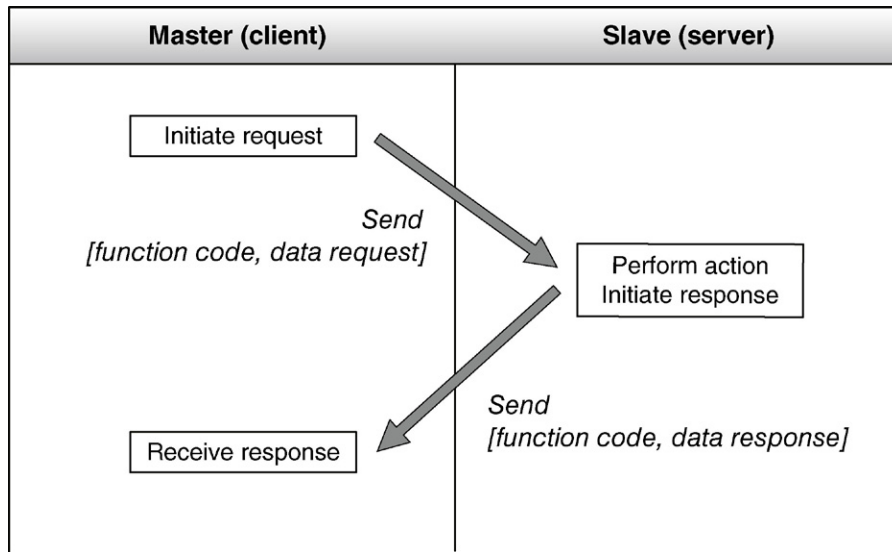 Master (client)
Slave (server)
Initiate request
Send
[function code, data request]
Perform action
Initiate response
Send
[function code, data response]
Receive response